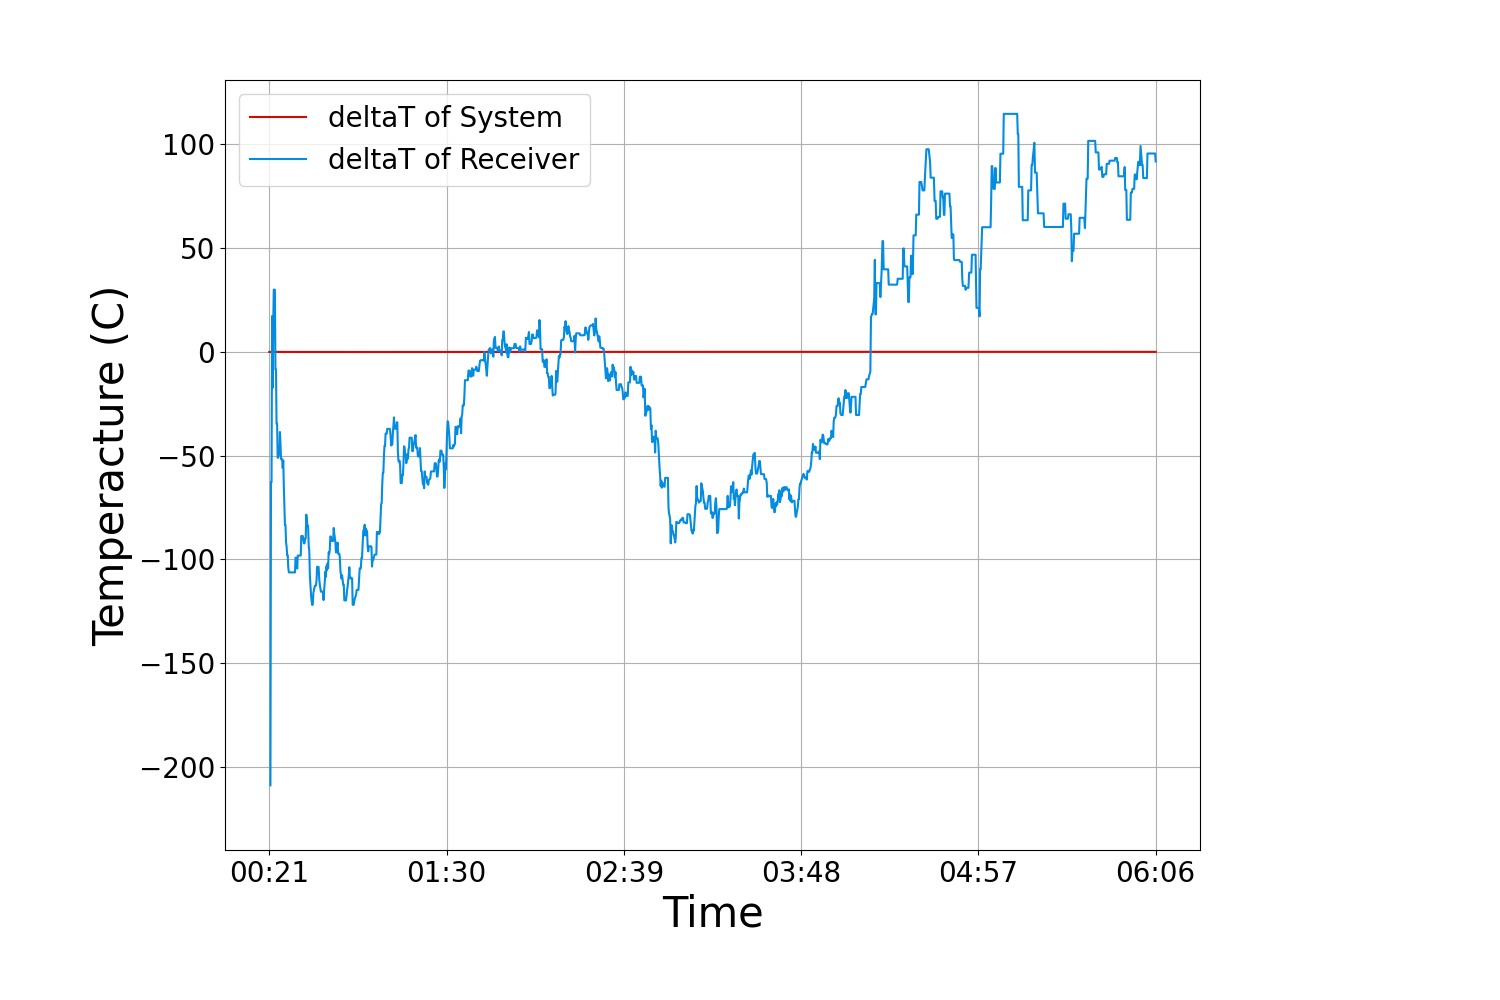 deltaT of System
deltaT of Receiver
100
50
0
−50
−100
−150
−200
Temperacture (C)
00:21 01:30 02:39 03:48 04:57 06:06
Time